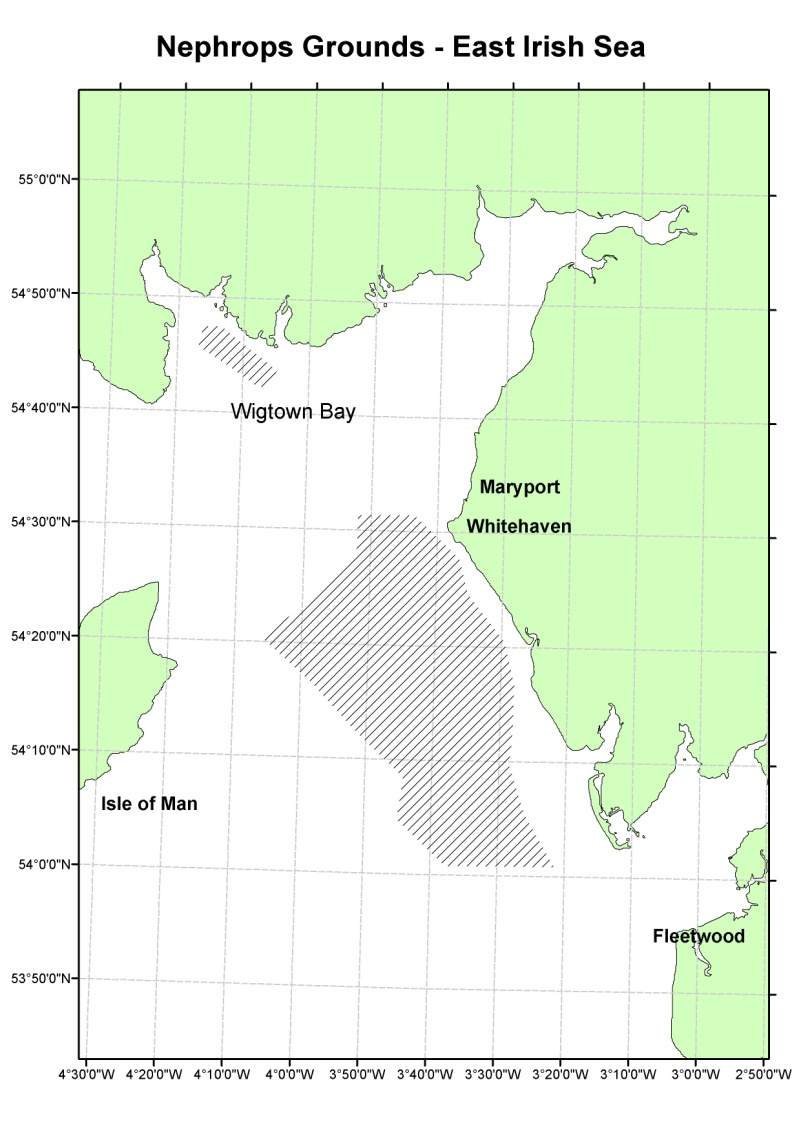 Nephrops Grounds - East Irish Sea
55°0'0"N
54°50'0"N
Wigtown Bay
54°40'0"N
Maryport
54°30'0"N
Whitehaven
54°20'0"N
54°10'0"N
Isle of Man
54°0'0"N
Fleetwood
53°50'0"N
4°30'0"W 4°20'0"W 4°10'0"W 4°0'0"W 3°50'0"W 3°40'0"W 3°30'0"W 3°20'0"W 3°10'0"W 3°0'0"W 2°50'0"W